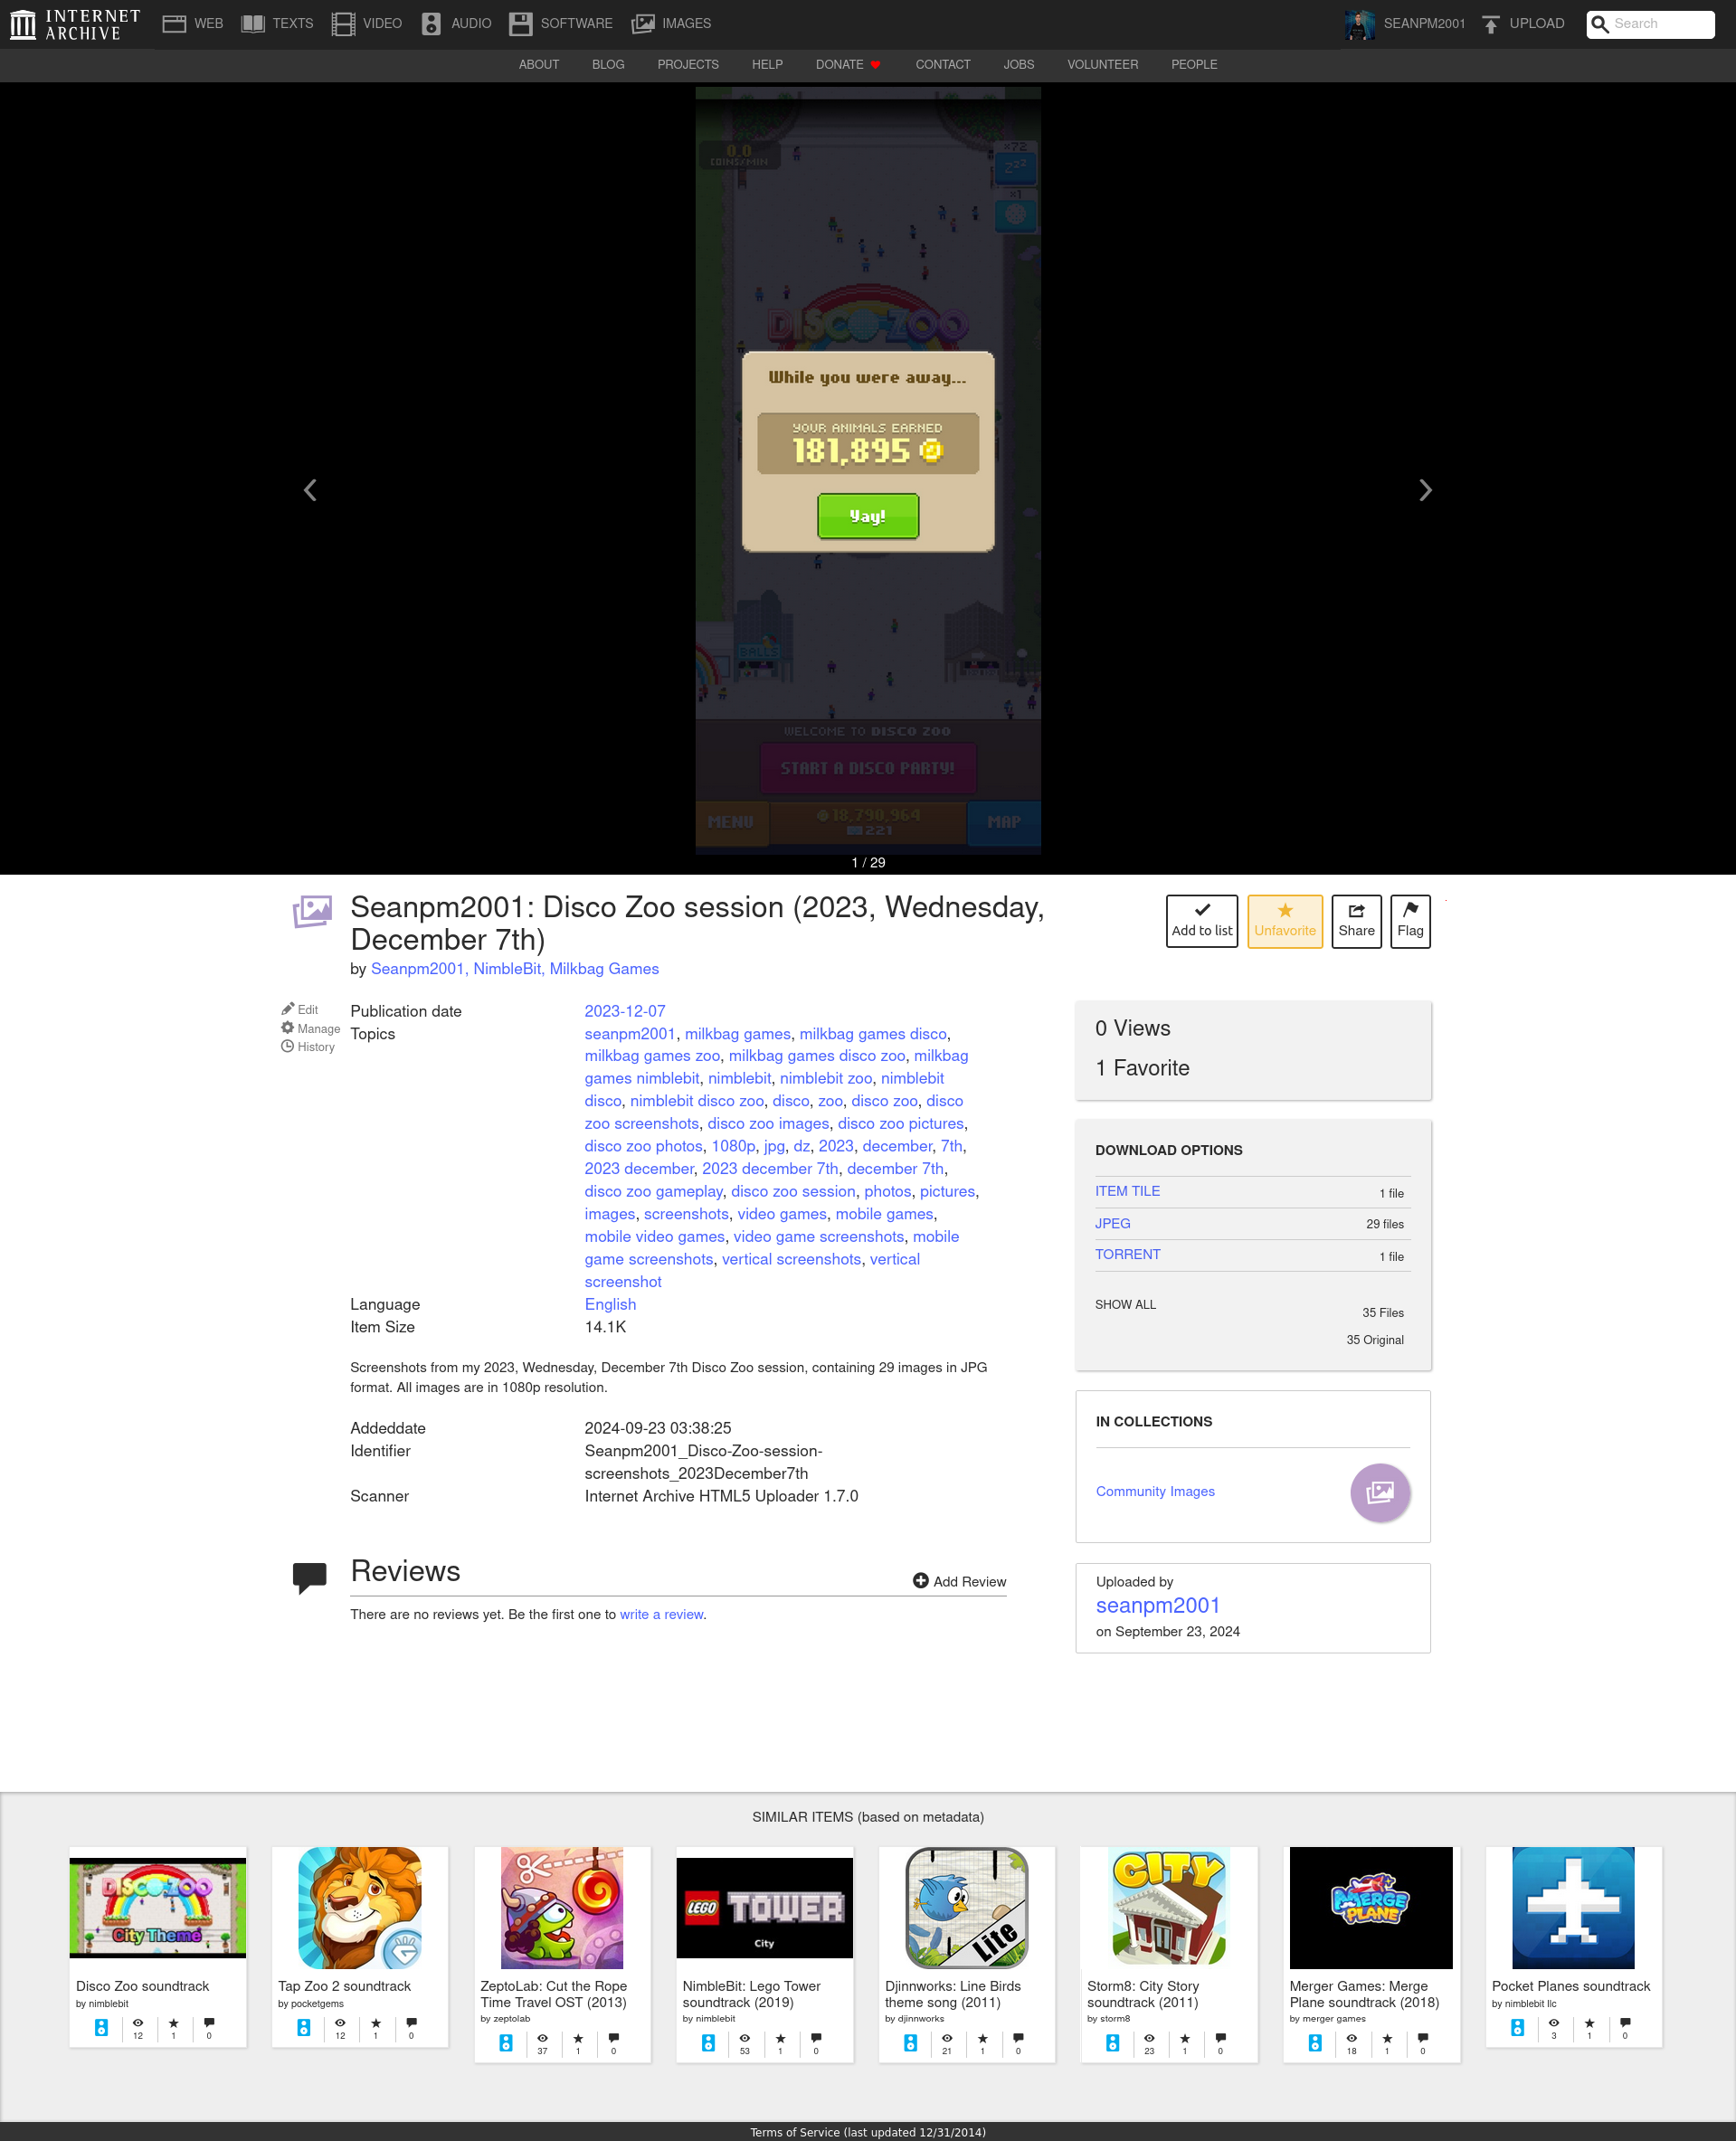 INTERNET ARCHIVE
WEB TEXTS VIDEO AUDIO SOFTWARE IMAGES SEANPM2001 UPLOAD Search
ABOUT BLOG PROJECTS HELP DONATE CONTACT JOBS VOLUNTEER PEOPLE
0.0
COINS/MIN
x72
zzz
x1
DISCO ZOO
While you were away...
YOUR ANIMALS EARNED
181,895
Yay!
BALLS
WELCOME TO DISCO ZOO
START A DISCO PARTY!
MENU 18,790,964 MAP
221
1 / 29
Seanpm2001: Disco Zoo session (2023, Wednesday,
December 7th)
by Seanpm2001, NimbleBit, Milkbag Games
Add to list Unfavorite Share Flag
Edit
Manage
History
Publication date 2023-12-07
Topics seanpm2001, milkbag games, milkbag games disco,
milkbag games zoo, milkbag games disco zoo, milkbag
games nimblebit, nimblebit, nimblebit zoo, nimblebit
disco, nimblebit disco zoo, disco, zoo, disco zoo, disco
zoo screenshots, disco zoo images, disco zoo pictures,
disco zoo photos, 1080p, jpg, dz, 2023, december, 7th,
2023 december, 2023 december 7th, december 7th,
disco zoo gameplay, disco zoo session, photos, pictures,
images, screenshots, video games, mobile games,
mobile video games, video game screenshots, mobile
game screenshots, vertical screenshots, vertical
screenshot
Language English
Item Size 14.1K
Screenshots from my 2023, Wednesday, December 7th Disco Zoo session, containing 29 images in JPG
format. All images are in 1080p resolution.
Addeddate 2024-09-23 03:38:25
Identifier Seanpm2001_Disco-Zoo-session-
screenshots_2023December7th
Scanner Internet Archive HTML5 Uploader 1.7.0
Reviews
Add Review
There are no reviews yet. Be the first one to write a review.
0 Views
1 Favorite
DOWNLOAD OPTIONS
ITEM TILE 1 file
JPEG 29 files
TORRENT 1 file
SHOW ALL 35 Files
35 Original
IN COLLECTIONS
Community Images
Uploaded by
seanpm2001
on September 23, 2024
SIMILAR ITEMS (based on metadata)
DISCO ZOO
City Theme
Disco Zoo soundtrack
by nimblebit
12 1 0
Tap Zoo 2 soundtrack
by pocketgems
12 1 0
ZeptoLab: Cut the Rope
Time Travel OST (2013)
by zeptolab
37 1 0
LEGO TOWER
City
NimbleBit: Lego Tower
soundtrack (2019)
by nimblebit
53 1 0
Lite
Djinnworks: Line Birds
theme song (2011)
by djinnworks
21 1 0
CITY
Storm8: City Story
soundtrack (2011)
by storm8
23 1 0
MERGE
PLANE
Merger Games: Merge
Plane soundtrack (2018)
by merger games
18 1 0
Pocket Planes soundtrack
by nimblebit llc
3 1 0
Terms of Service (last updated 12/31/2014)